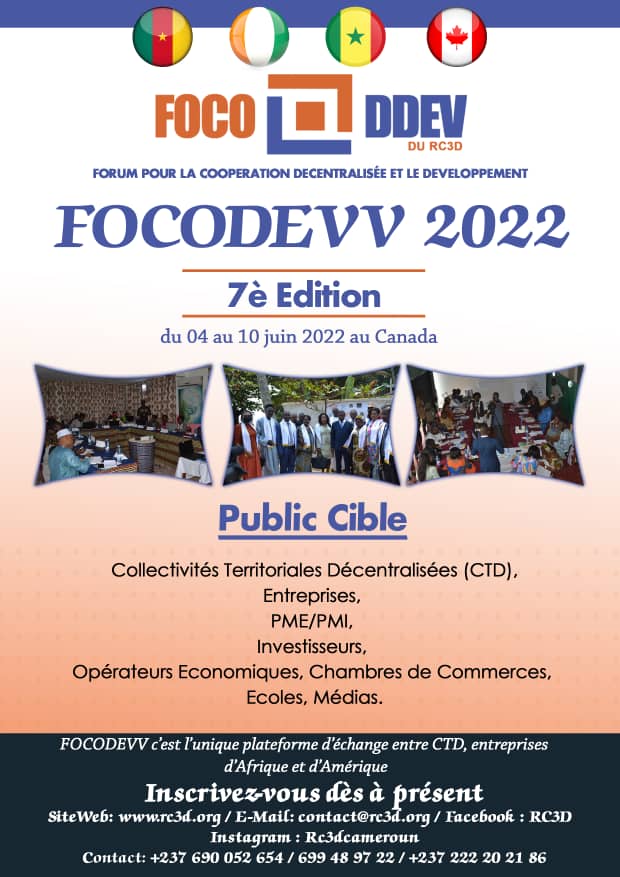 FOCO DDEV
DU RC3D
FORUM POUR LA COOPERATION DECENTRALISÉE ET LE DEVELOPPEMENT
FOCODEVV 2022
7è Edition
du 04 au 10 juin 2022 au Canada
Public Cible
Collectivités Territoriales Décentralisées (CTD),
Entreprises,
PME/PMI,
Investisseurs,
Opérateurs Economiques, Chambres de Commerces,
Ecoles, Médias.
FOCODEVV c’est l’unique plateforme d’échange entre CTD, entreprises
d’Afrique et d’Amérique
Inscrivez-vous dès à présent
SiteWeb: www.rc3d.org / E-Mail: contact@rc3d.org / Facebook : RC3D
Instagram : Rc3dcameroun
Contact: +237 690 052 654 / 699 48 97 22 / +237 222 20 21 86